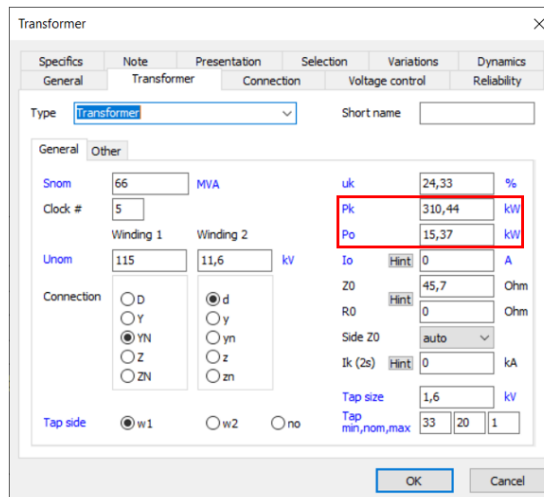 Transformer
Specifics Note Presentation Selection Variations Dynamics
General Transformer Connection Voltage control Reliability
Type Transformer Short name
General Other
Snom 66 MVA uk 24,33 %
Clock # 5 Pk 310,44 kW
Winding 1 Winding 2 Po 15,37 kW
Unom 115 11,6 kV Io Hint 0 A
Connection D d Z0 45,7 Ohm
Y y Hint
YN yn R0 0 Ohm
Z z Side Z0 auto
ZN zn Ik (2s) Hint 0 kA
Tap size 1,6 kV
Tap side w1 w2 no Tap min,nom,max 33 20 1
OK Cancel